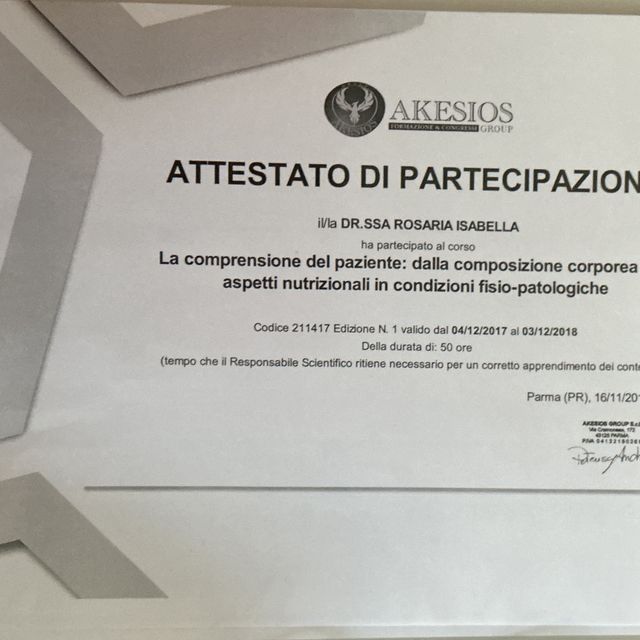 AKESIOS
AKESIOS
FORMAZIONE & CONGRESSI GROUP
ATTESTATO DI PARTECIPAZION
il/la DR.SSA ROSARIA ISABELLA
ha partecipato al corso
La comprensione del paziente: dalla composizione corporea
aspetti nutrizionali in condizioni fisio-patologiche
Codice 211417 Edizione N. 1 valido dal 04/12/2017 al 03/12/2018
Della durata di: 50 ore
(tempo che il Responsabile Scientifico ritiene necessario per un corretto apprendimento dei conte
Parma (PR), 16/11/201
AKESIOS GROUP S.r.l
Via Cremonese, 172
43126 PARMA